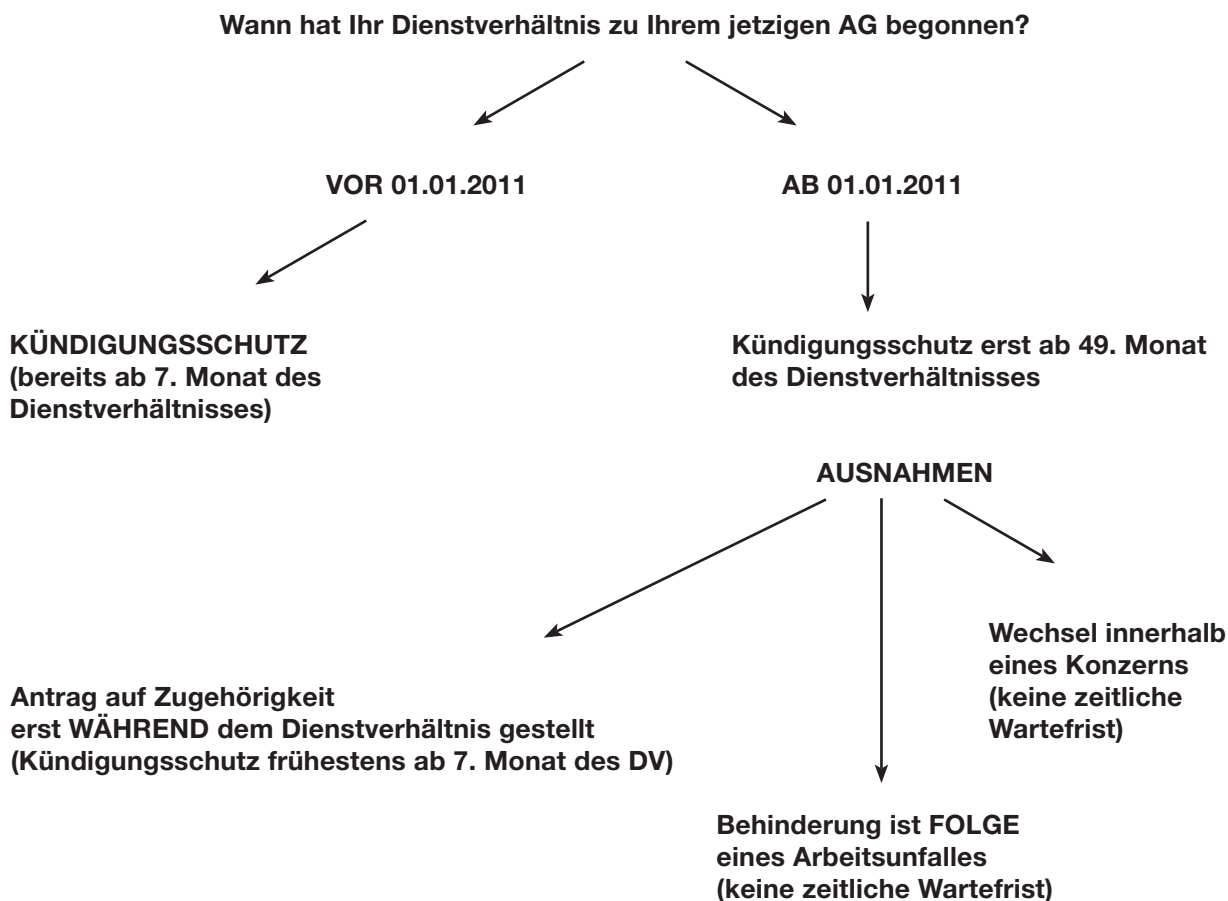 Wann hat Ihr Dienstverhältnis zu Ihrem jetzigen AG begonnen?
VOR 01.01.2011
AB 01.01.2011
KÜNDIGUNGSSCHUTZ
(bereits ab 7. Monat des
Dienstverhältnisses)
Kündigungsschutz erst ab 49. Monat
des Dienstverhältnisses
AUSNAHMEN
Antrag auf Zugehörigkeit
erst WÄHREND dem Dienstverhältnis gestellt
(Kündigungsschutz frühestens ab 7. Monat des DV)
Behinderung ist FOLGE
eines Arbeitsunfalles
(keine zeitliche Wartefrist)
Wechsel innerhalb
eines Konzerns
(keine zeitliche
Wartefrist)